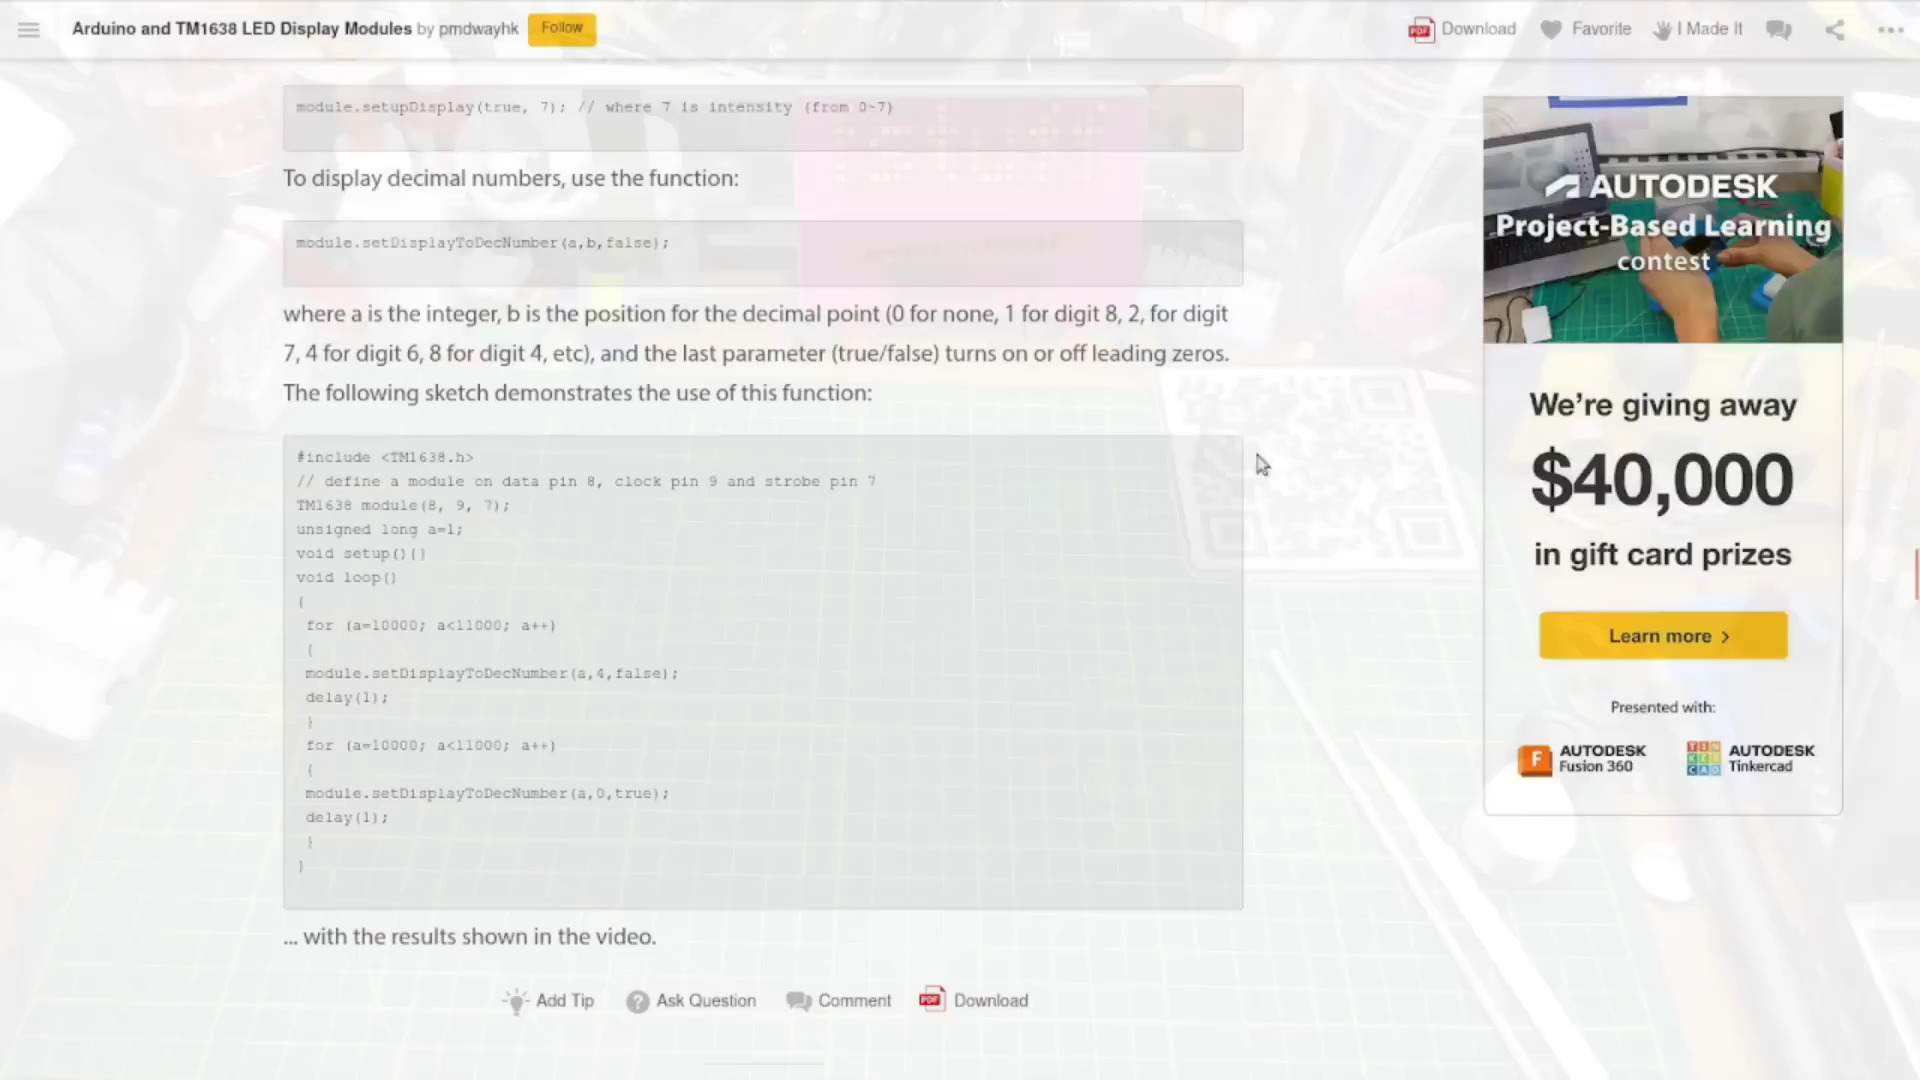 Arduino and TM1638 LED Display Modules by pmdwayhk Follow
PDF Download Favorite I Made It
module.setupDisplay(true, 7); // where 7 is intensity (from 0~7)
To display decimal numbers, use the function:
module.setDisplayToDecNumber(a,b,false);
where a is the integer, b is the position for the decimal point (0 for none, 1 for digit 8, 2, for digit
7, 4 for digit 6, 8 for digit 4, etc), and the last parameter (true/false) turns on or off leading zeros.
The following sketch demonstrates the use of this function:
#include <TM1638.h>
// define a module on data pin 8, clock pin 9 and strobe pin 7
TM1638 module(8, 9, 7);
unsigned long a=1;
void setup(){}
void loop()
{
for (a=10000; a<11000; a++)
{
module.setDisplayToDecNumber(a,4,false);
delay(1);
}
for (a=10000; a<11000; a++)
{
module.setDisplayToDecNumber(a,0,true);
delay(1);
}
}
... with the results shown in the video.
Add Tip ? Ask Question Comment PDF Download
AUTODESK
Project-Based Learning
contest
We're giving away
$40,000
in gift card prizes
Learn more >
Presented with:
F AUTODESK
Fusion 360
TIN
KER
CAD
AUTODESK
Tinkercad